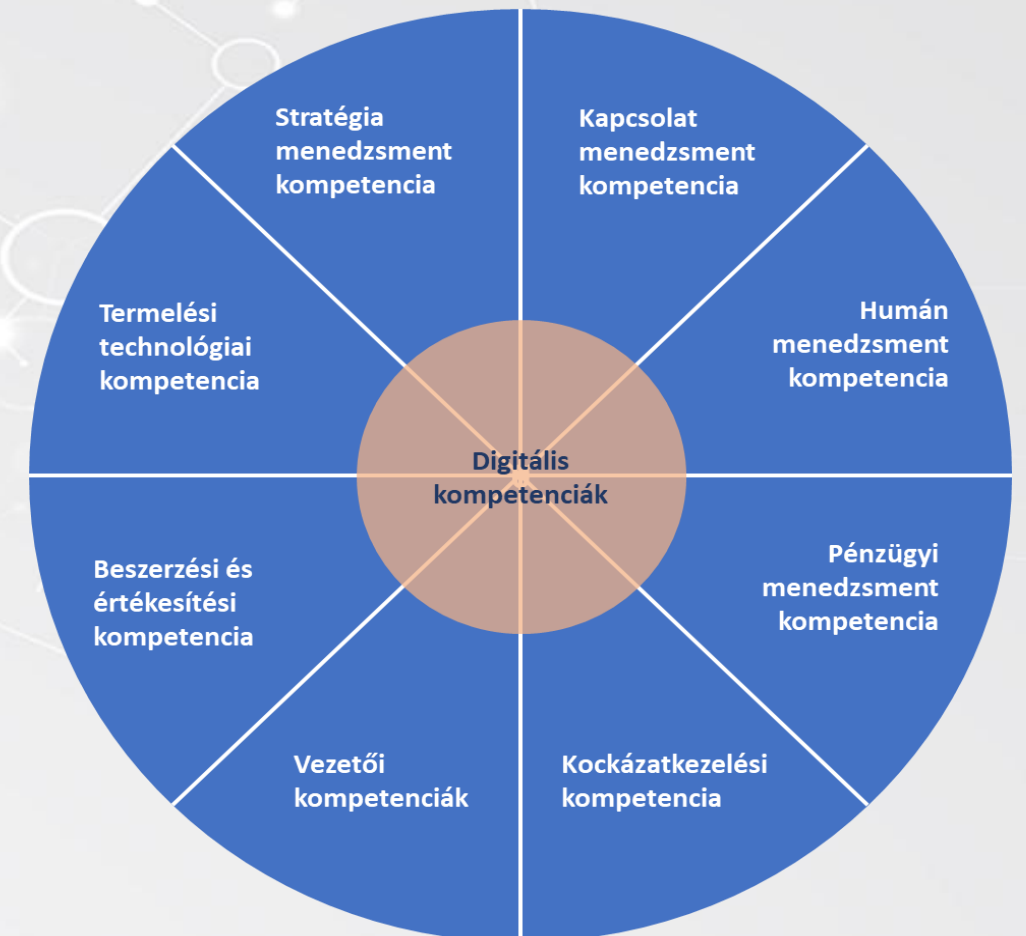 Stratégia
menedzsment
kompetencia
Kapcsolat
menedzsment
kompetencia
Humán
menedzsment
kompetencia
Pénzügyi
menedzsment
kompetencia
Kockázatkezelési
kompetencia
Vezetői
kompetenciák
Beszerzési és
értékesítési
kompetencia
Termelési
technológiai
kompetencia
Digitális
kompetenciák